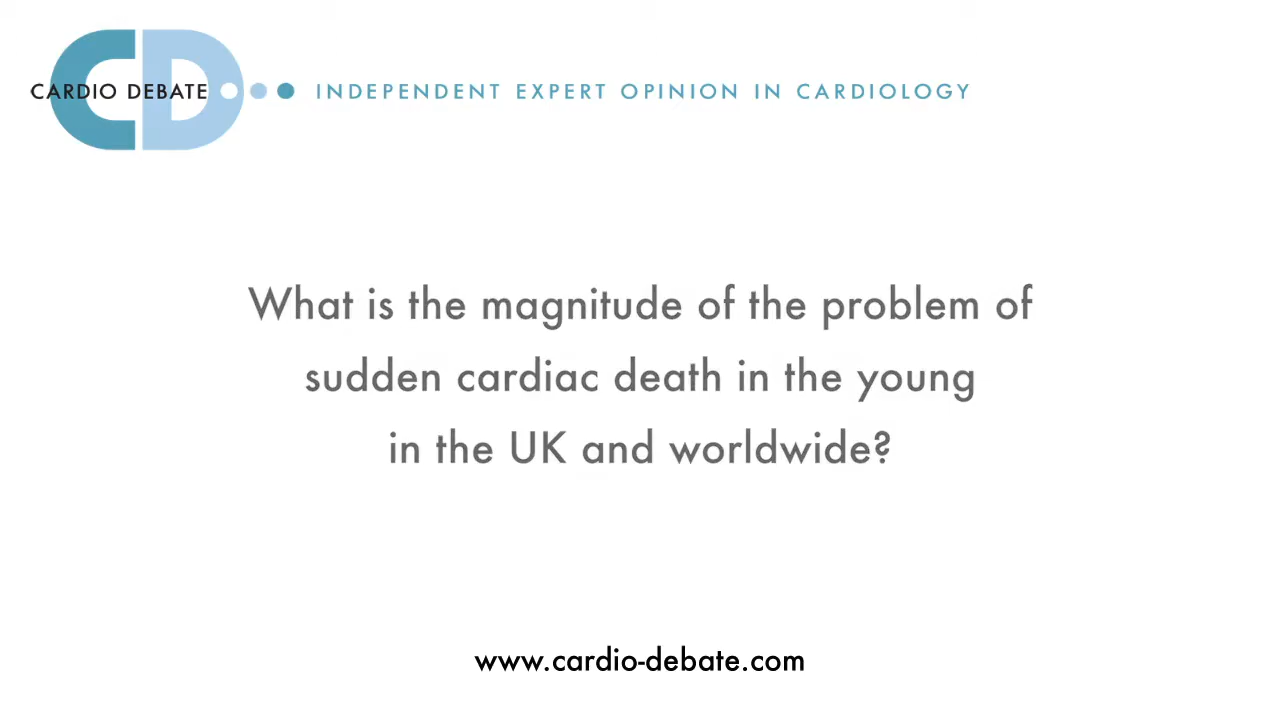 CARDIO DEBATE
INDEPENDENT EXPERT OPINION IN CARDIOLOGY
What is the magnitude of the problem of
sudden cardiac death in the young
in the UK and worldwide?
www.cardio-debate.com